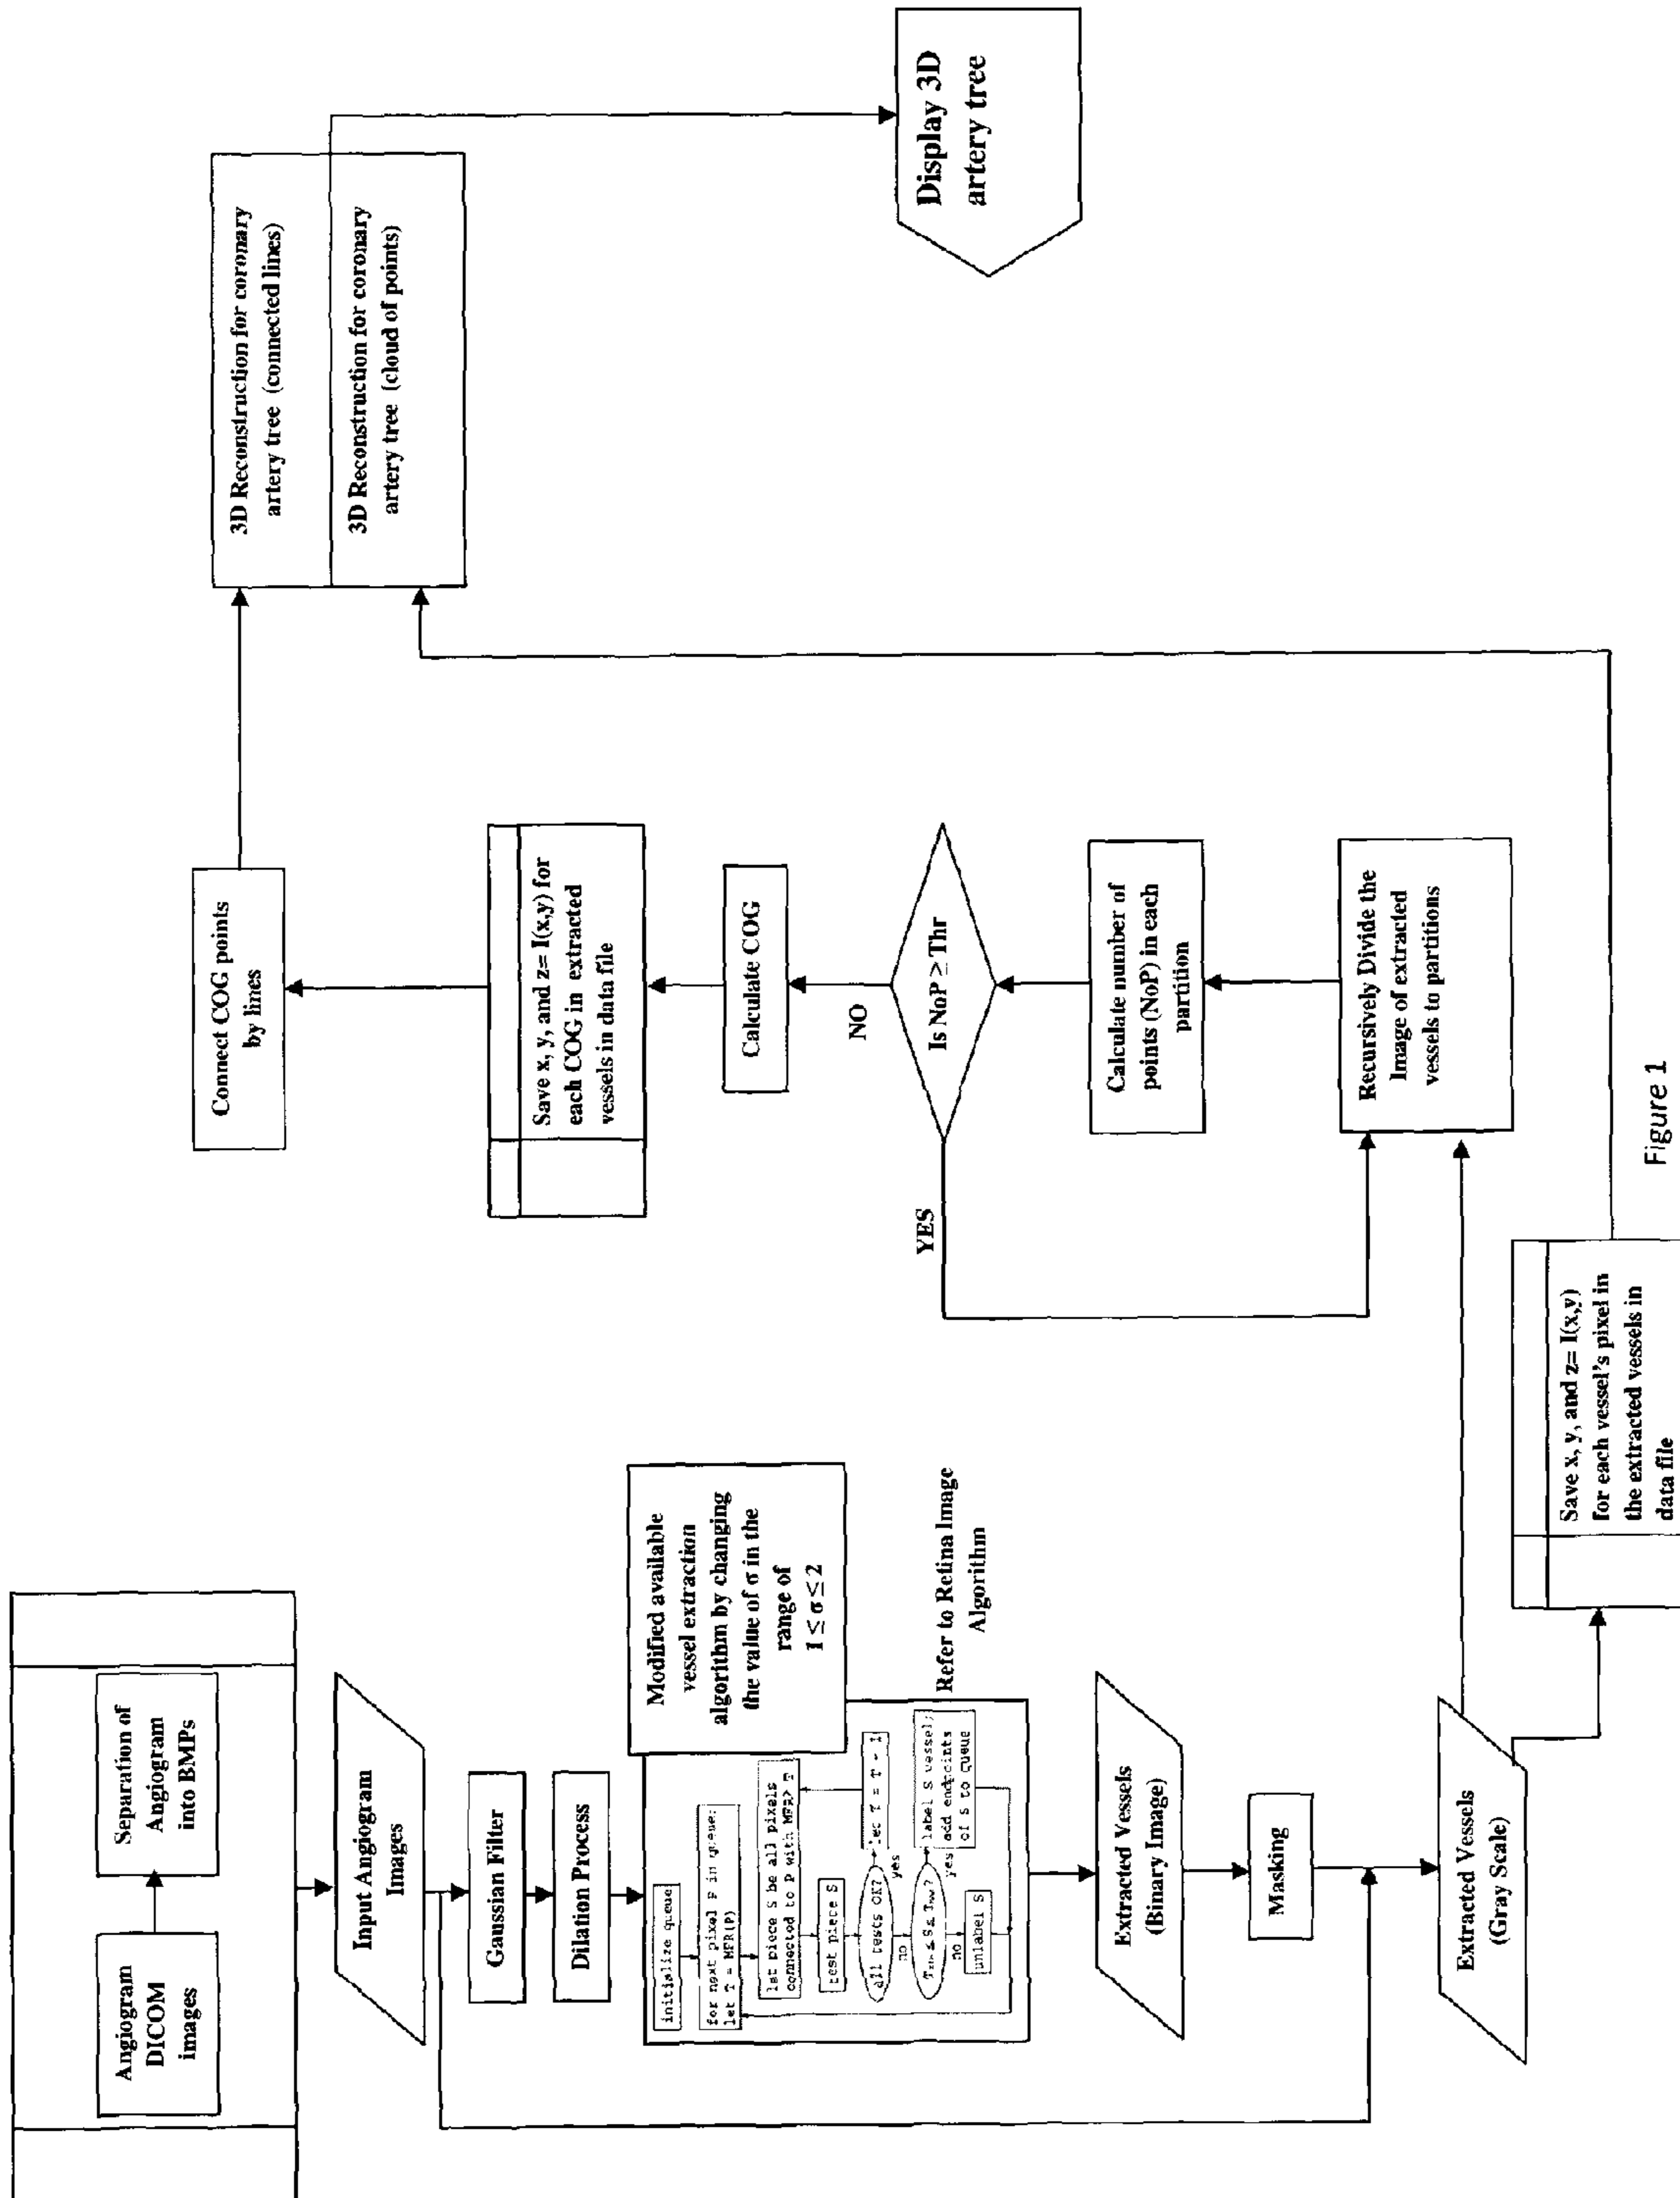 Angiogram
DICOM
images
Separation of
Angiogram
into BMPs
Input Angiogram
Images
Gaussian Filter
Dilation Process
initialize queue
for next pixel P in queue:
let T = MFR(P)
let piece S be all pixels
connected to p with MFR≥ T
test piece S
all tests OK?
yes
let T = T - 1
no
yes
label S vessel;
add endpoints
of S to queue
no
unlabel S
Modified available
vessel extraction
algorithm by changing
the value of σ in the
range of
1 ≤ σ ≤ 2
Refer to Retina Image
Algorithm
Extracted Vessels
(Binary Image)
Masking
Extracted Vessels
(Gray Scale)
Save x, y, and z= I(x,y)
for each vessel's pixel in
the extracted vessels in
data file
Recursively Divide the
Image of extracted
vessels to partitions
Calculate number of
points (NoP) in each
partition
Is NoP ≥ Thr
YES
NO
Calculate COG
Save x, y, and z= I(x,y) for
each COG in extracted
vessels in data file
Connect COG points
by lines
3D Reconstruction for coronary
artery tree (connected lines)
3D Reconstruction for coronary
artery tree (cloud of points)
Display 3D
artery tree
Figure 1